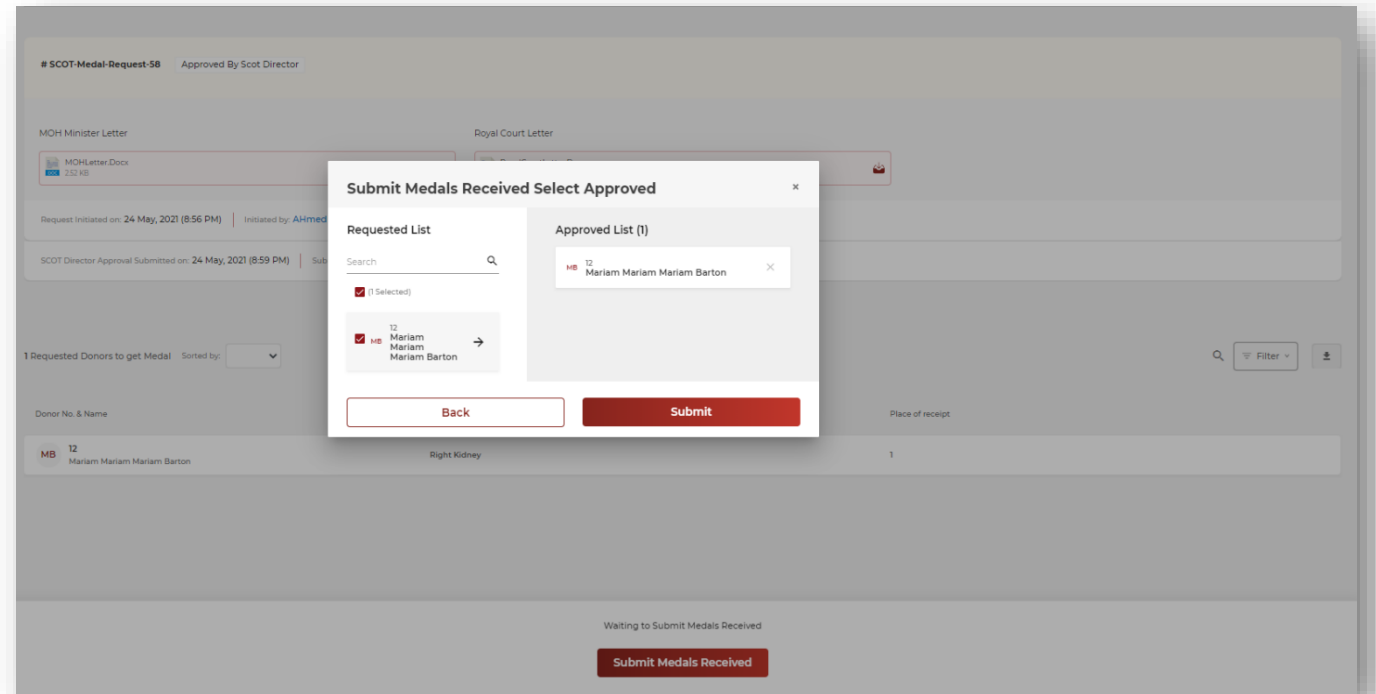 # SCOT-Medal-Request-58 Approved By Scot Director
MOH Minister Letter Royal Court Letter
MOHLetter.Docx
DOC 232 KB
Request Initiated on: 24 May, 2021 (8:56 PM) Initiated by: AHmed
SCOT Director Approval Submitted on: 24 May, 2021 (8:59 PM) Sub
Submit Medals Received Select Approved ×
Requested List
Search
(1 Selected)
12
MB Mariam
Mariam
Mariam Barton
Approved List (1)
12
MB Mariam Mariam Mariam Barton
Back Submit
1 Requested Donors to get Medal Sorted by: Filter
Donor No. & Name Place of receipt
MB 12
Mariam Mariam Mariam Barton Right Kidney 1
Waiting to Submit Medals Received
Submit Medals Received